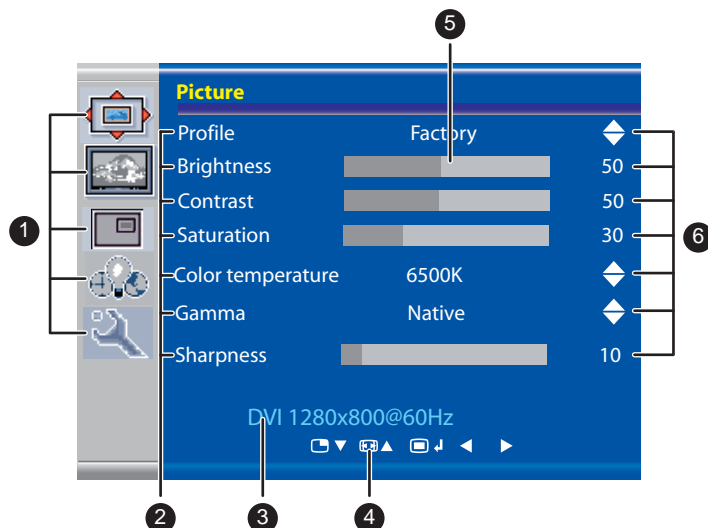 5
Picture
Profile Factory
Brightness 50
Contrast 50
Saturation 30
Color temperature 6500K
Gamma Native
Sharpness 10
1
6
DVI 1280x800@60Hz
2 3 4